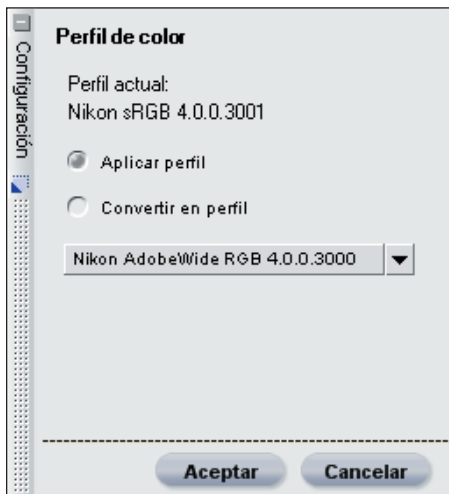 Configuración
Perfil de color
Perfil actual:
Nikon sRGB 4.0.0.3001
Aplicar perfil
Convertir en perfil
Nikon AdobeWide RGB 4.0.0.3000
Aceptar
Cancelar